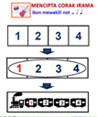 MENCIPTA CORAK IRAMA
Ikon mewakili not
1 2 3 4
1 2 3 4